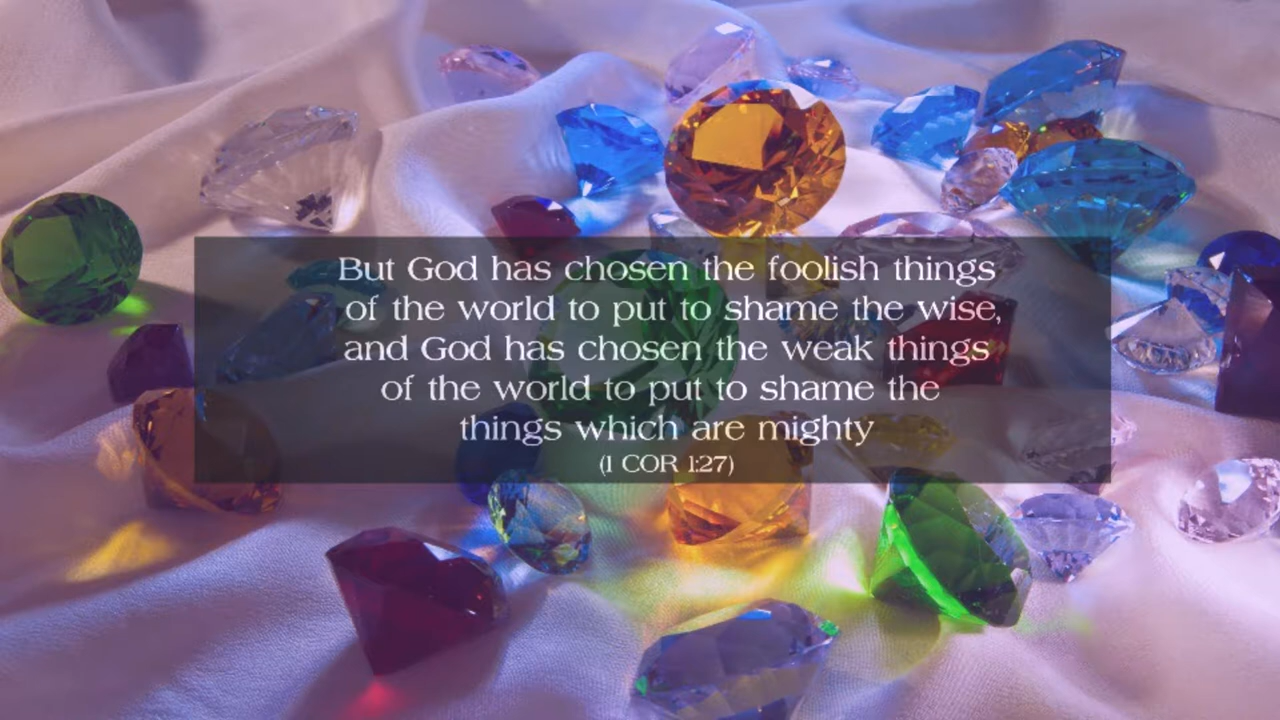 But God has chosen the foolish things
of the world to put to shame the wise,
and God has chosen the weak things
of the world to put to shame the
things which are mighty
(1 COR 1:27)